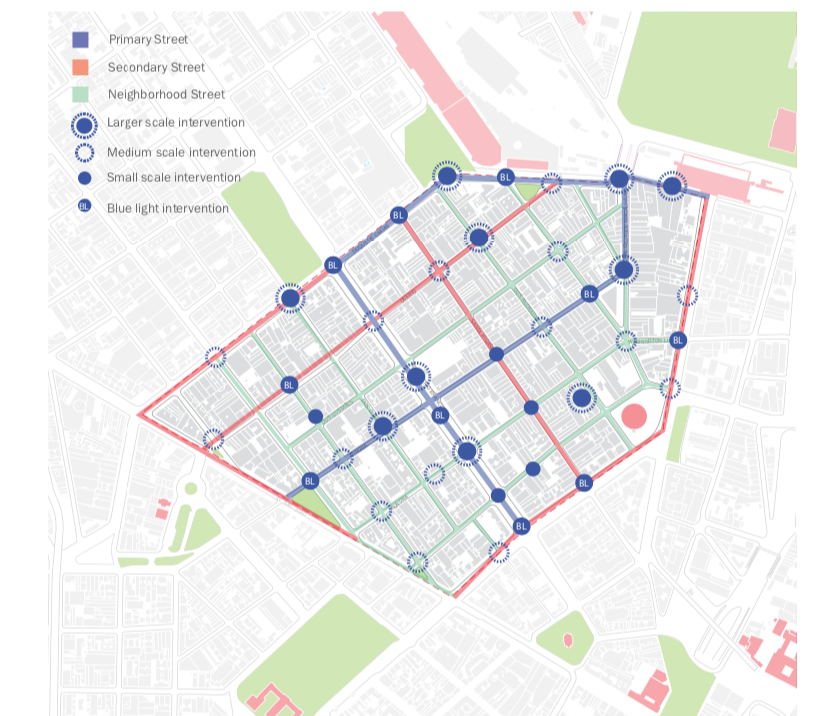 Primary Street
Secondary Street
Neighborhood Street
Larger scale intervention
Medium scale intervention
Small scale intervention
BL Blue light intervention
BL
BL
BL
BL
BL
BL
BL
BL
BL
BL